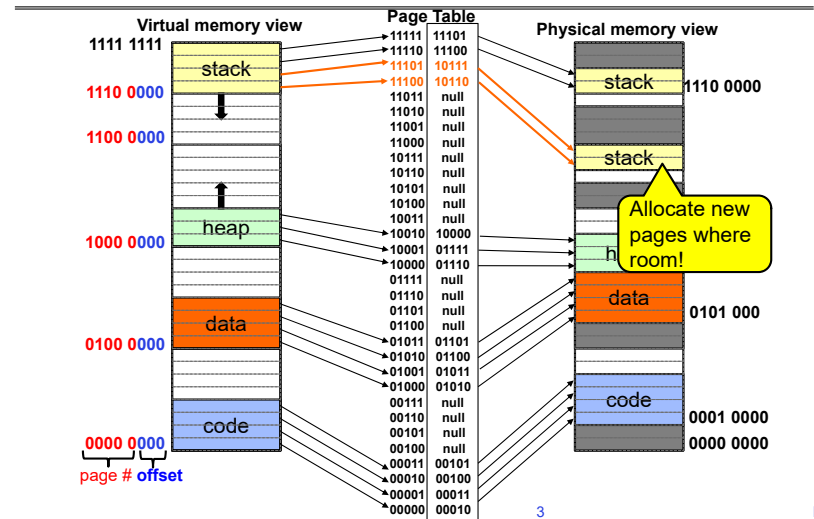 Virtual memory view
1111 1111
stack
1110 0000
1100 0000
heap
1000 0000
data
0100 0000
code
0000 0000
page # offset
Page Table
11111 11101
11110 11100
11101 10111
11100 10110
11011 null
11010 null
11001 null
11000 null
10111 null
10110 null
10101 null
10100 null
10011 null
10010 10000
10001 01111
10000 01110
01111 null
01110 null
01101 null
01100 null
01011 01101
01010 01100
01001 01011
01000 01010
00111 null
00110 null
00101 null
00100 null
00011 00101
00010 00100
00001 00011
00000 00010
Physical memory view
stack
1110 0000
stack
Allocate new
pages where
room!
h
data
0101 000
code
0001 0000
0000 0000
3